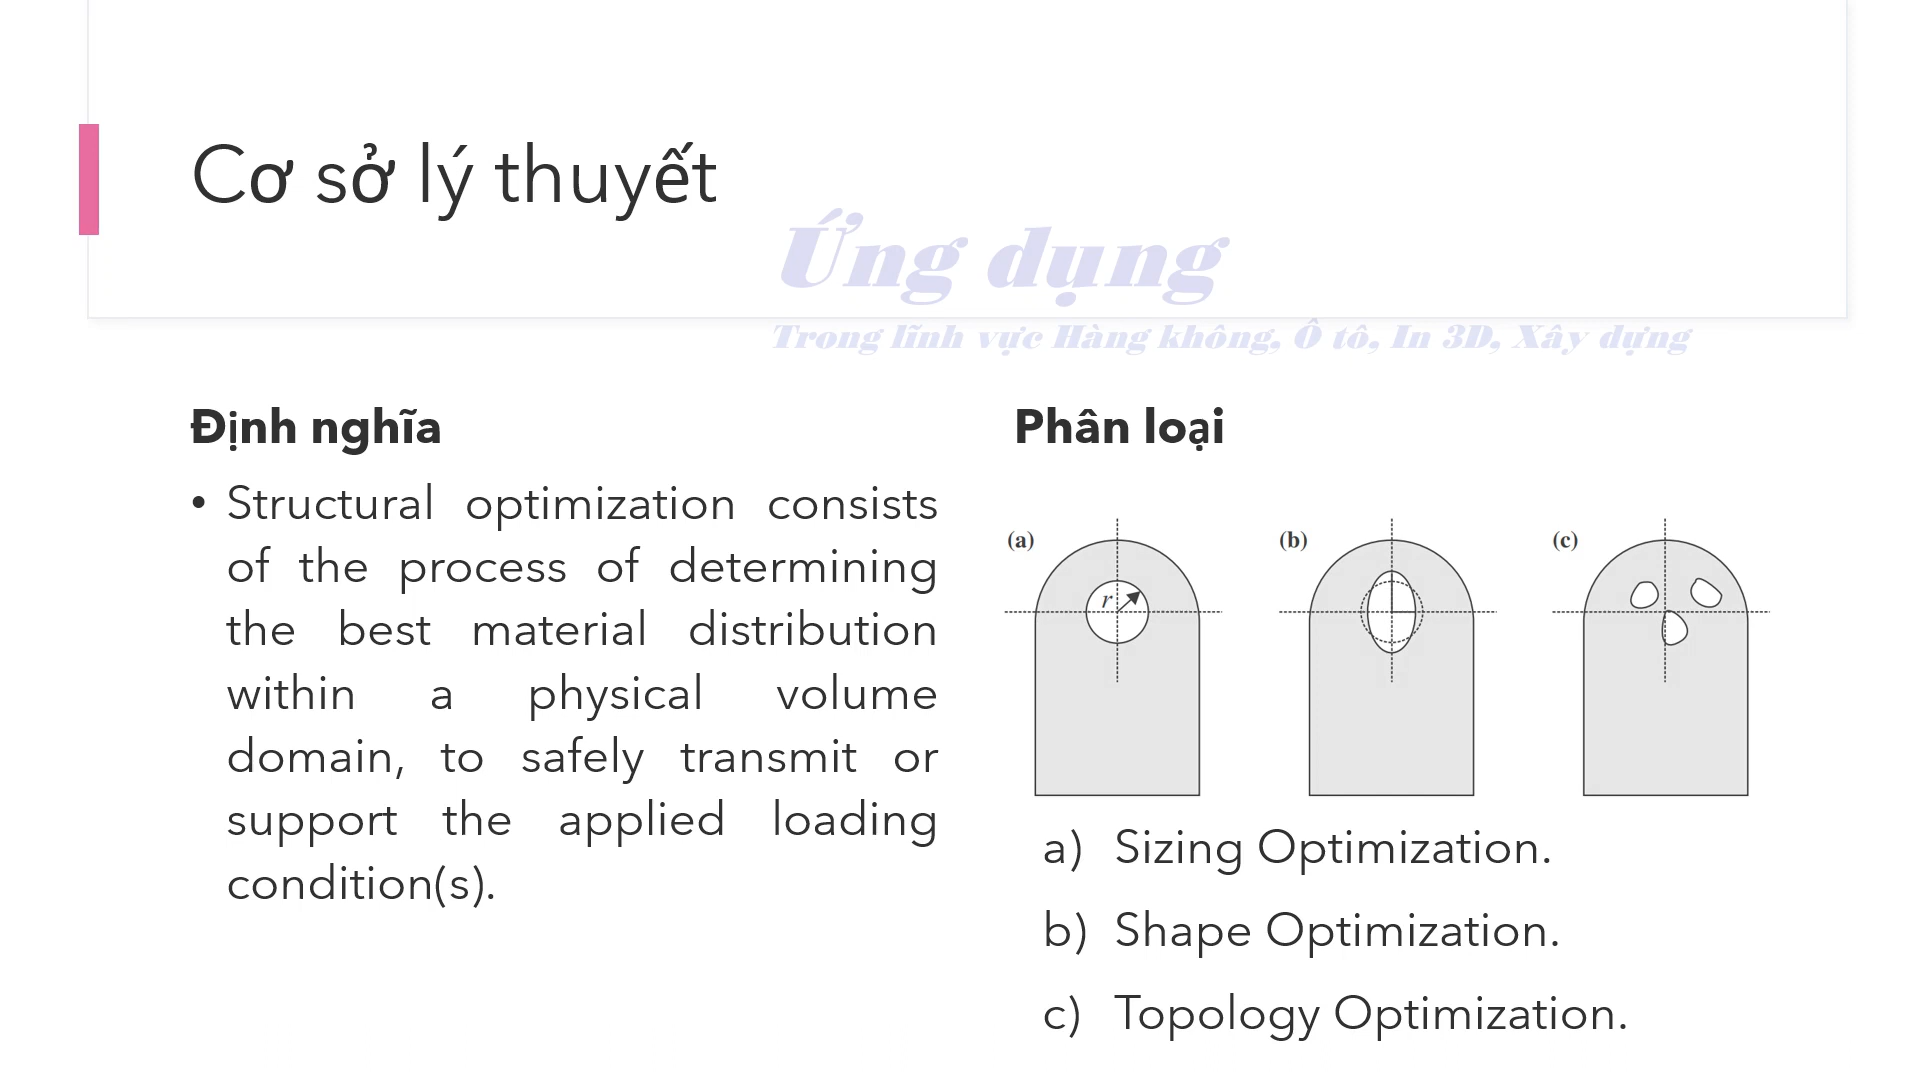 Cơ sở lý thuyết
Ứng dụng
Trong lĩnh vực Hàng không, Ô tô, In 3D, Xây dựng
Định nghĩa
• Structural optimization consists
of the process of determining
the best material distribution
within a physical volume
domain, to safely transmit or
support the applied loading
condition(s).
Phân loại
(a)
r
(b)
(c)
a) Sizing Optimization.
b) Shape Optimization.
c) Topology Optimization.